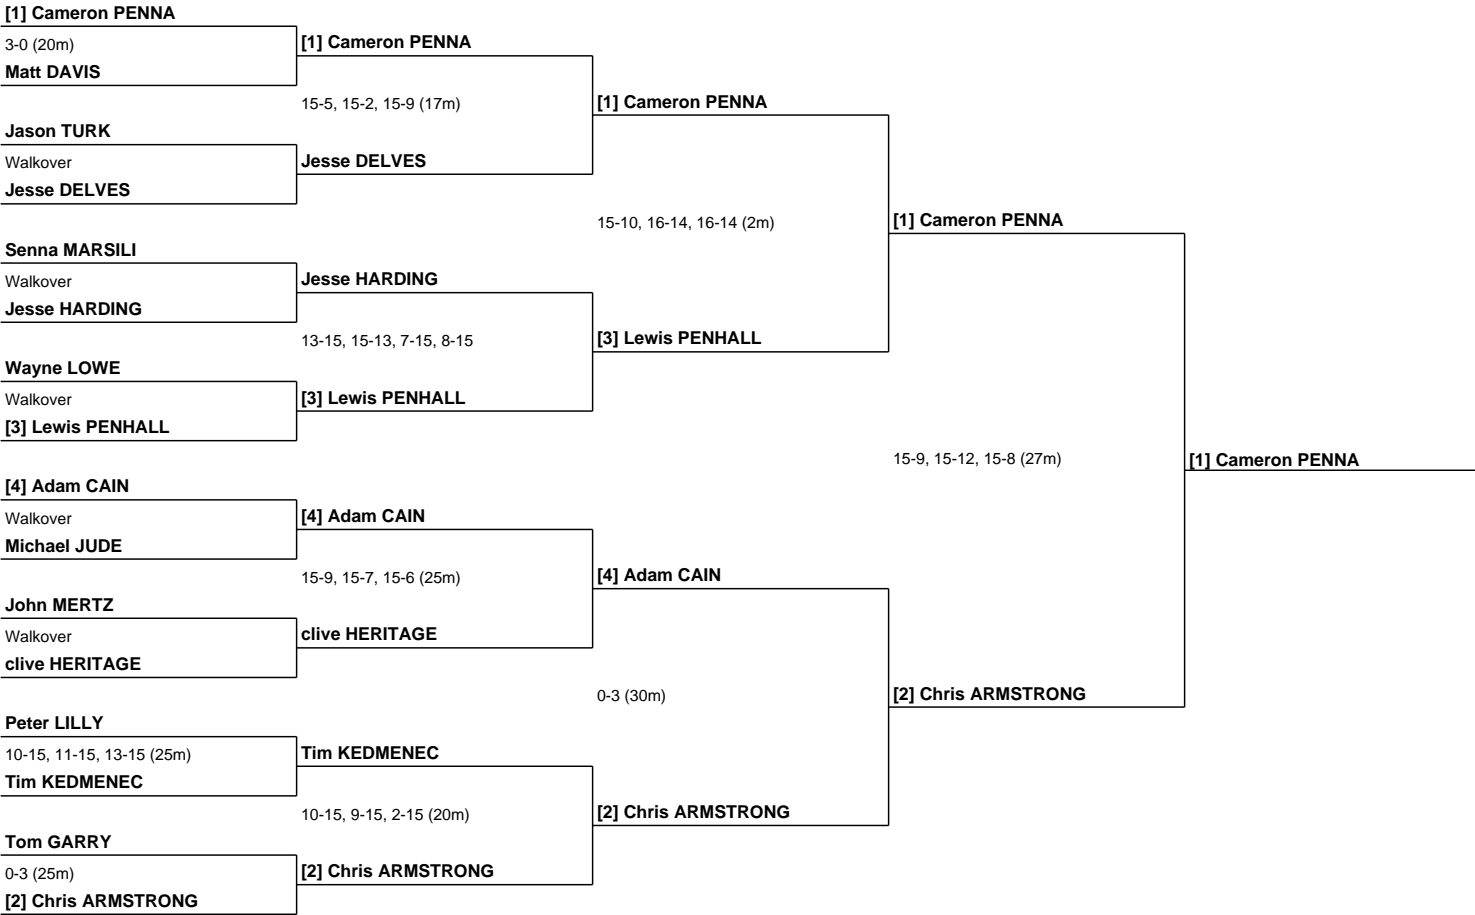 [1] Cameron PENNA
3-0 (20m)
Matt DAVIS
Jason TURK
Walkover
Jesse DELVES
Senna MARSILI
Walkover
Jesse HARDING
Wayne LOWE
Walkover
[3] Lewis PENHALL
[4] Adam CAIN
Walkover
Michael JUDE
John MERTZ
Walkover
clive HERITAGE
Peter LILLY
10-15, 11-15, 13-15 (25m)
Tim KEDMENEC
Tom GARRY
0-3 (25m)
[2] Chris ARMSTRONG
[1] Cameron PENNA
15-5, 15-2, 15-9 (17m)
Jesse DELVES
Jesse HARDING
13-15, 15-13, 7-15, 8-15
[3] Lewis PENHALL
[4] Adam CAIN
15-9, 15-7, 15-6 (25m)
clive HERITAGE
Tim KEDMENEC
10-15, 9-15, 2-15 (20m)
[2] Chris ARMSTRONG
[1] Cameron PENNA
15-10, 16-14, 16-14 (2m)
[3] Lewis PENHALL
[4] Adam CAIN
0-3 (30m)
[2] Chris ARMSTRONG
[1] Cameron PENNA
15-9, 15-12, 15-8 (27m)
[2] Chris ARMSTRONG
[1] Cameron PENNA